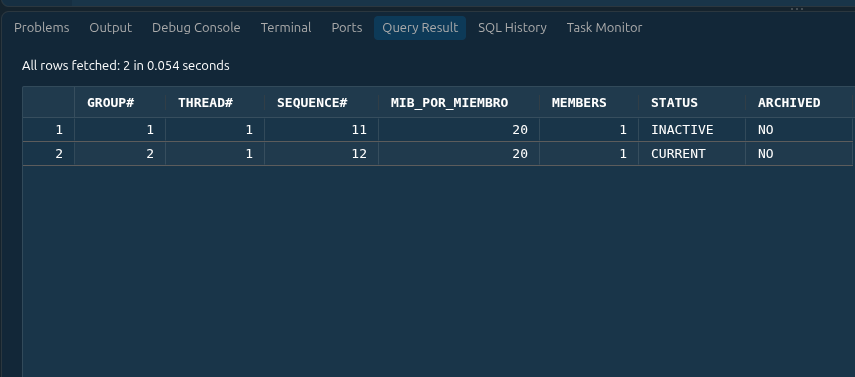 Problems Output Debug Console Terminal Ports Query Result SQL History Task Monitor
All rows fetched: 2 in 0.054 seconds
GROUP# THREAD# SEQUENCE# MIB_POR_MIEMBRO MEMBERS STATUS ARCHIVED
1 1 1 11 20 1 INACTIVE NO
2 2 1 12 20 1 CURRENT NO